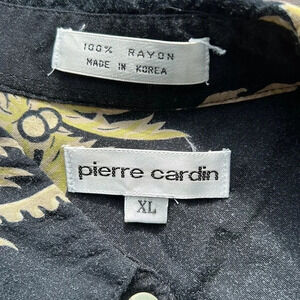 100% RAYON
MADE IN KOREA
pierre cardin
XL